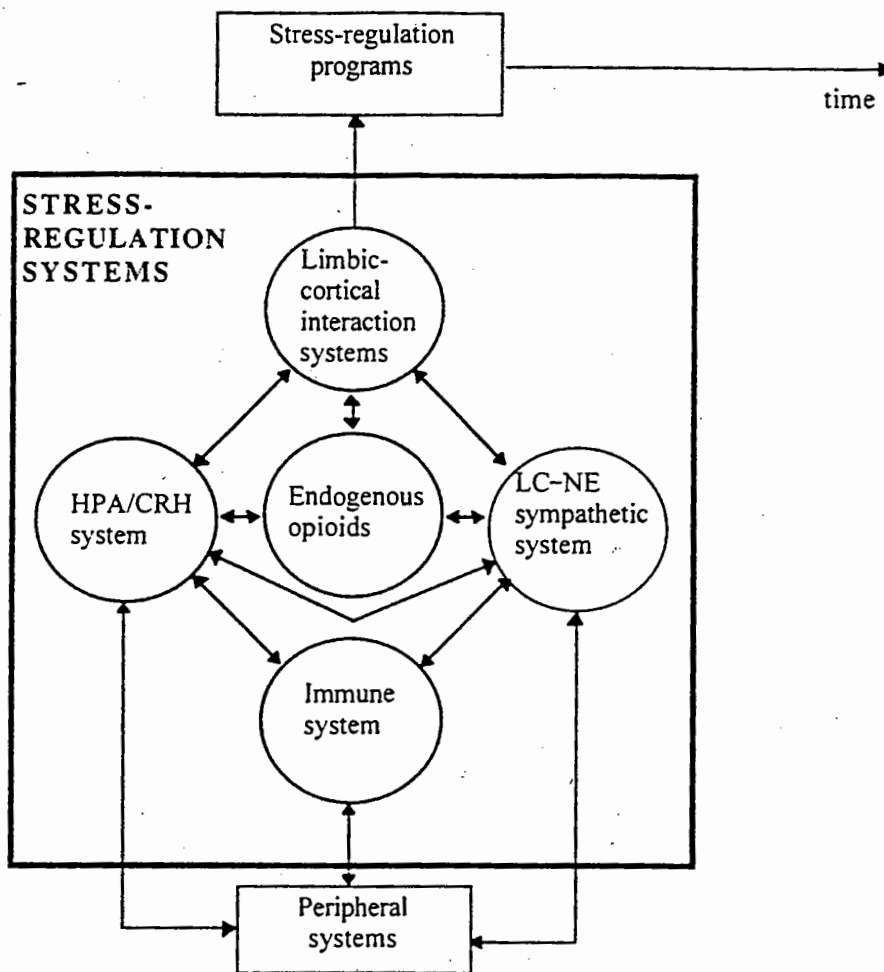 Stress-regulation
programs
time
STRESS-
REGULATION
SYSTEMS
Limbic-
cortical
interaction
systems
HPA/CRH
system
Endogenous
opioids
LC-NE
sympathetic
system
Immune
system
Peripheral
systems